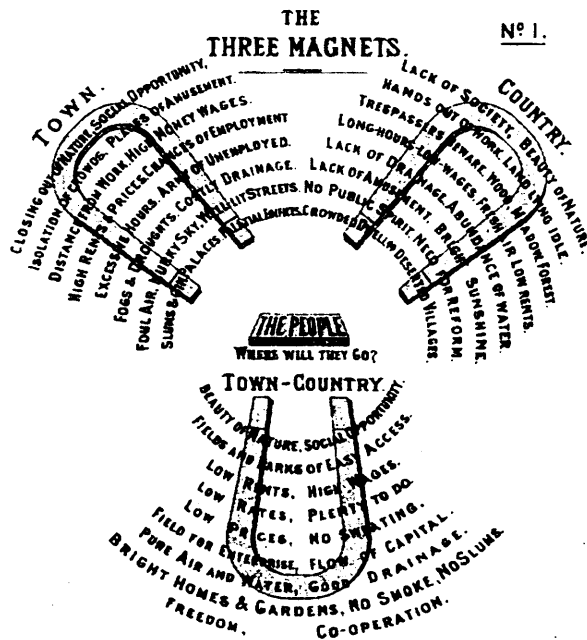 THE
THREE MAGNETS.
Nº 1.
TOWN.
CLOSING OUT OF NATURE. SOCIAL OPPORTUNITY.
ISOLATION OF CROWDS. PLACES OF AMUSEMENT.
DISTANCE FROM WORK. HIGH MONEY WAGES.
HIGH RENTS & PRICES. CHANCES OF EMPLOYMENT
EXCESSIVE HOURS. ARMY OF UNEMPLOYED.
FOGS & DROUGHTS. COSTLY DRAINAGE.
FOUL AIR. MURKY SKY. WELL-LIT STREETS.
SLUMS & GIN PALACES. PALATIAL EDIFICES.
COUNTRY.
LACK OF SOCIETY. BEAUTY OF NATURE.
HANDS OUT OF WORK. LAND LYING IDLE.
TRESPASSERS BEWARE. WOOD, MEADOW, FOREST.
LONG-HOURS-LOW WAGES. FRESH AIR. LOW RENTS.
LACK OF DRAINAGE. ABUNDANCE OF WATER.
LACK OF AMUSEMENT. BRIGHT SUNSHINE.
NO PUBLIC SPIRIT. NEED FOR REFORM.
CROWDED DWELLINGS. DESERTED VILLAGES.
THE PEOPLE
WHERE WILL THEY GO?
TOWN-COUNTRY.
BEAUTY OF NATURE. SOCIAL OPPORTUNITY.
FIELDS AND PARKS OF EASY ACCESS.
LOW RENTS, HIGH WAGES.
LOW RATES, PLENTY TO DO.
LOW PRICES, NO SWEATING.
FIELD FOR ENTERPRISE, FLOW OF CAPITAL.
PURE AIR AND WATER, GOOD DRAINAGE.
BRIGHT HOMES & GARDENS, NO SMOKE, NO SLUMS.
FREEDOM. CO-OPERATION.